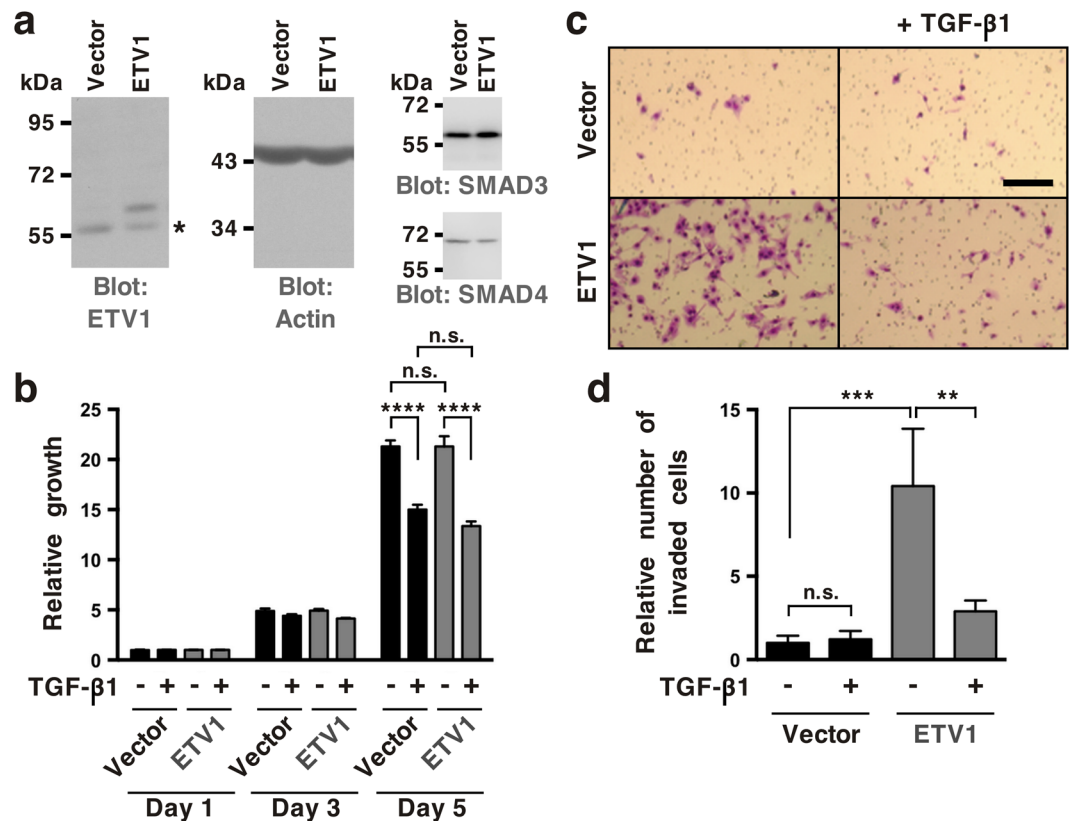 a
kDa
Vector
ETV1
95
72
55
*
Blot:
ETV1
kDa
Vector
ETV1
43
34
Blot:
Actin
kDa
Vector
ETV1
72
55
Blot: SMAD3
72
55
Blot: SMAD4
b
Relative growth
25
20
15
10
5
0
n.s.
n.s.
**** ****
TGF-β1 - + - + - + - + - + - +
Vector ETV1 Vector ETV1 Vector ETV1
Day 1 Day 3 Day 5
c
+ TGF-β1
Vector
ETV1
d
Relative number of
invaded cells
15
10
5
0
*** **
n.s.
TGF-β1 - + - +
Vector ETV1